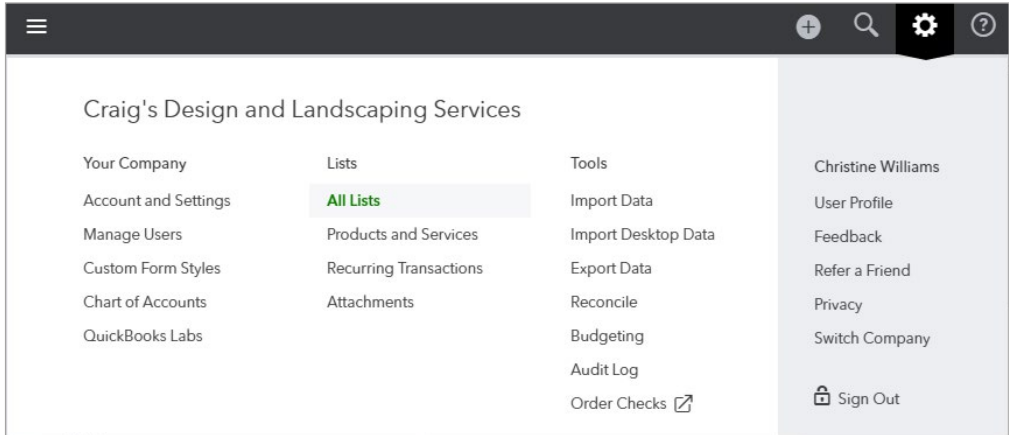 Craig's Design and Landscaping Services
Your Company
Account and Settings
Manage Users
Custom Form Styles
Chart of Accounts
QuickBooks Labs
Lists
All Lists
Products and Services
Recurring Transactions
Attachments
Tools
Import Data
Import Desktop Data
Export Data
Reconcile
Budgeting
Audit Log
Order Checks
Christine Williams
User Profile
Feedback
Refer a Friend
Privacy
Switch Company
Sign Out